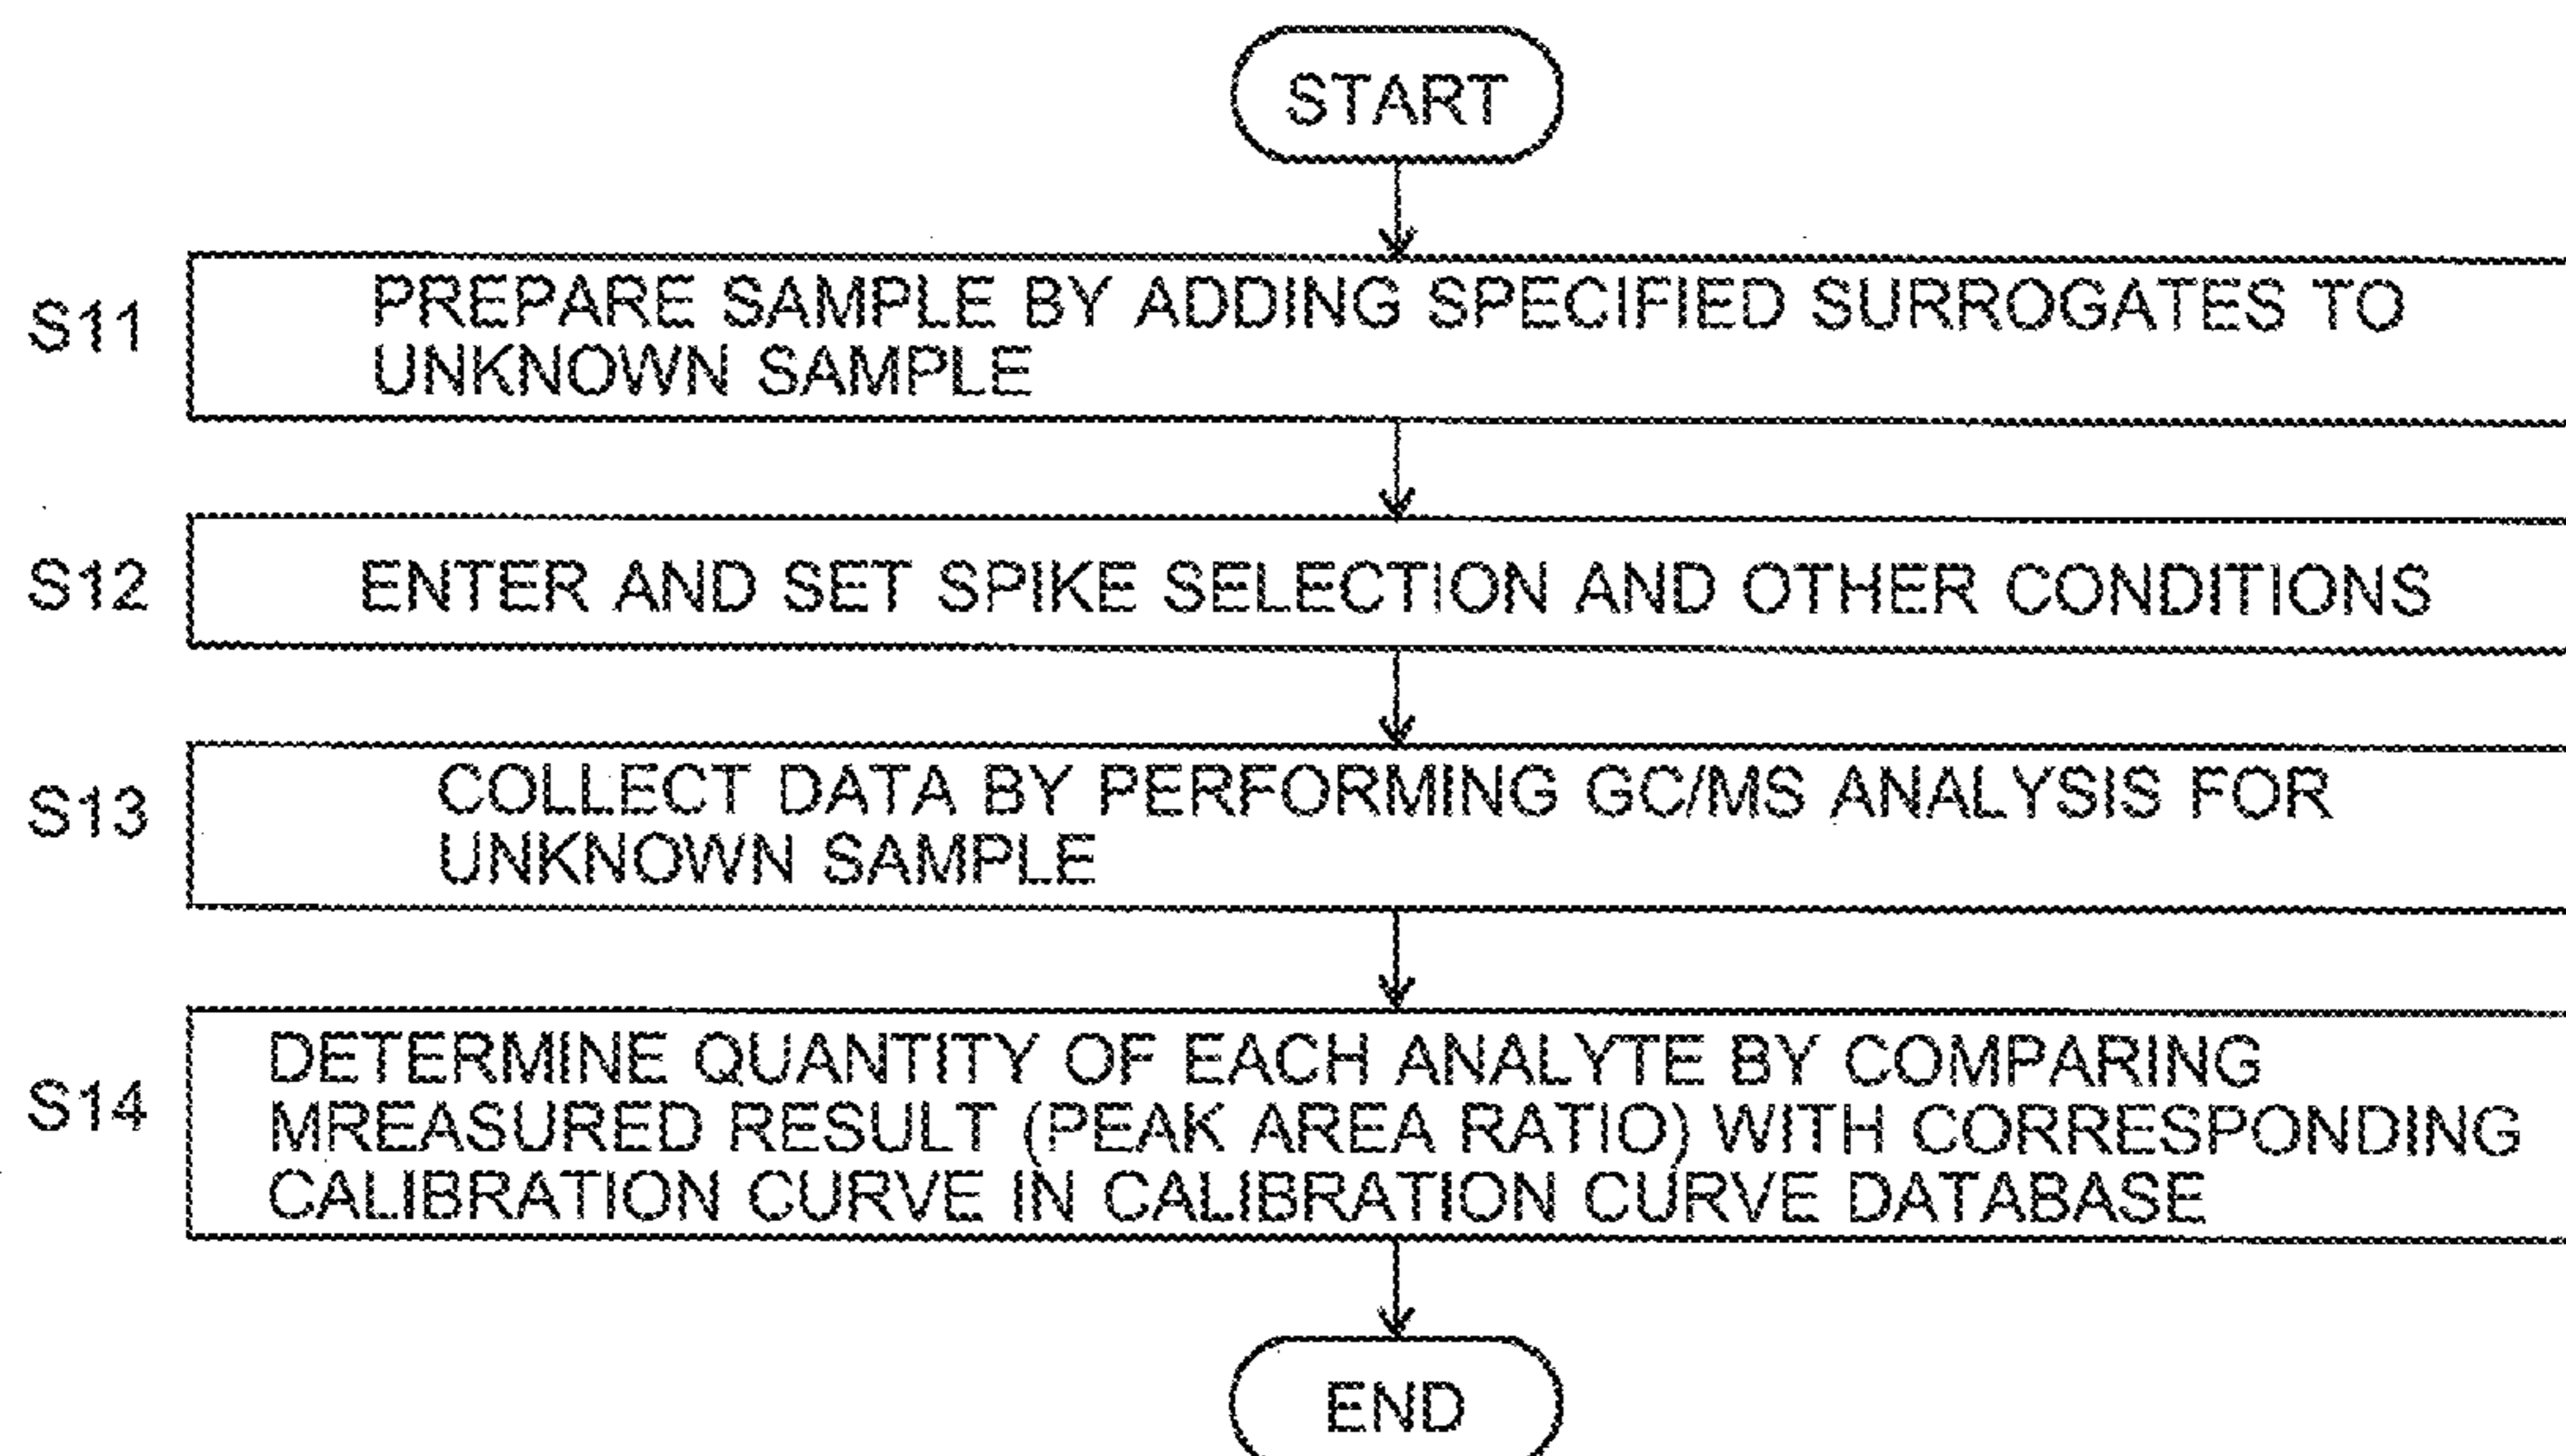 START
S11
PREPARE SAMPLE BY ADDING SPECIFIED SURROGATES TO
UNKNOWN SAMPLE
S12
ENTER AND SET SPIKE SELECTION AND OTHER CONDITIONS
S13
COLLECT DATA BY PERFORMING GC/MS ANALYSIS FOR
UNKNOWN SAMPLE
S14
DETERMINE QUANTITY OF EACH ANALYTE BY COMPARING
MREASURED RESULT (PEAK AREA RATIO) WITH CORRESPONDING
CALIBRATION CURVE IN CALIBRATION CURVE DATABASE
END